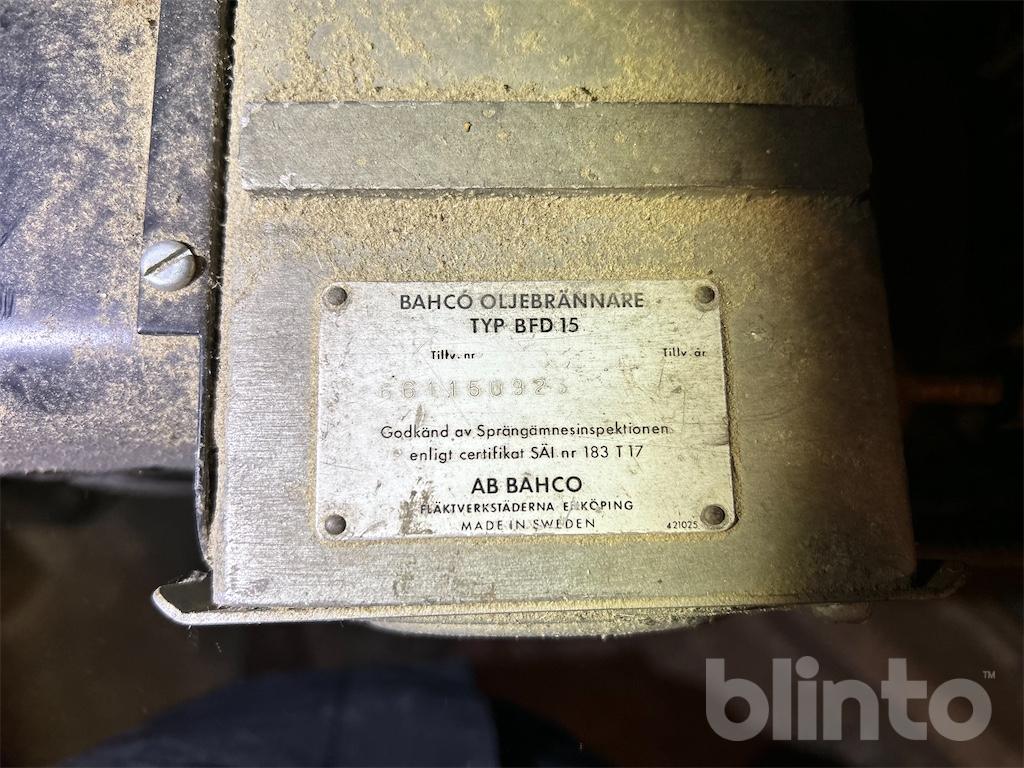 BAHCO OLJEBRÄNNARE
TYP BFD 15
Tillv. nr Tillv. år
Godkänd av Sprängämnesinspektionen
enligt certifikat SÄI nr 183 T 17
AB BAHCO
FLÄKTVERKSTÄDERNA ENKÖPING
MADE IN SWEDEN 421025
blinto™